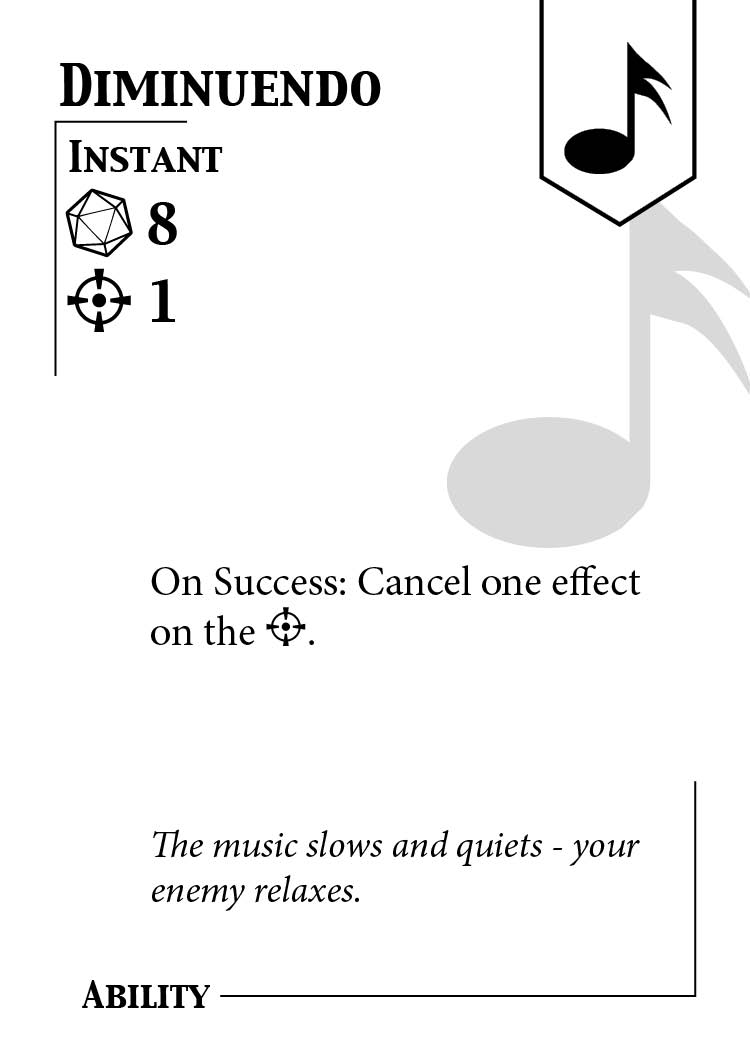 Diminuendo
Instant
8
1
On Success: Cancel one effect
on the .
The music slows and quiets - your
enemy relaxes.
Ability